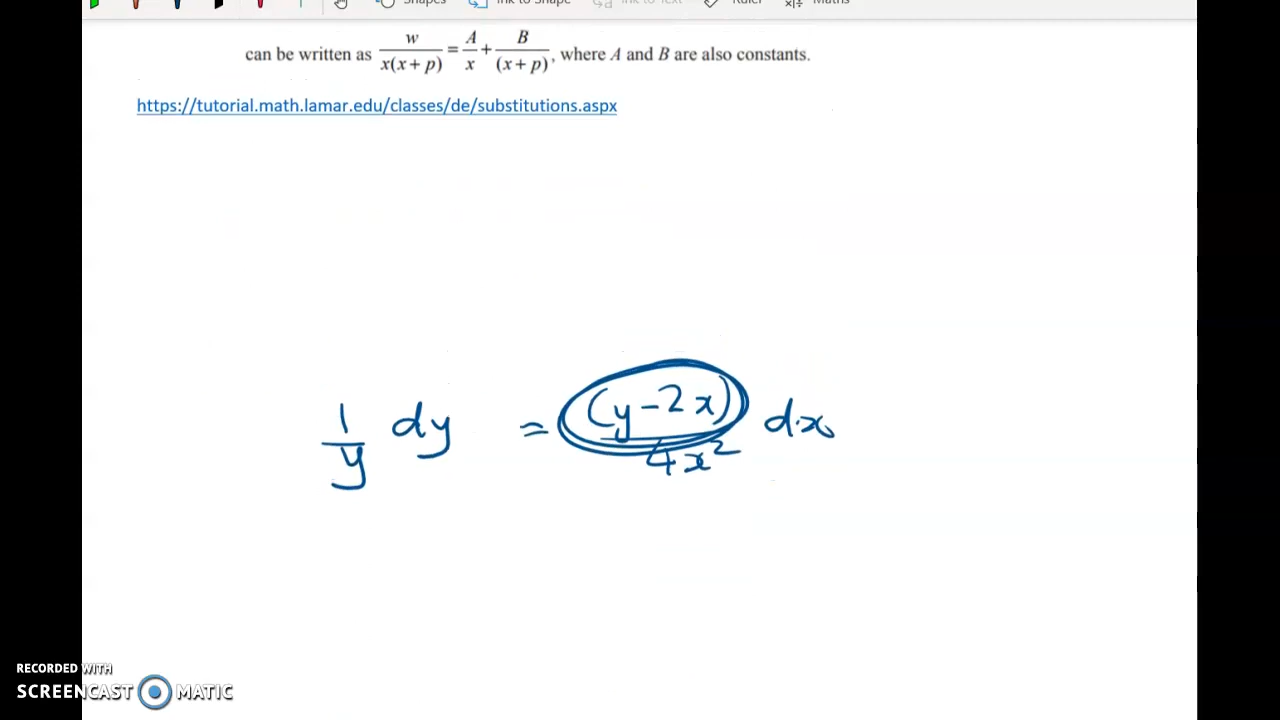 Shapes Ink to Shape Ink to Text Ruler Maths
can be written as w/x(x + p) = A/x + B/(x + p), where A and B are also constants.
https://tutorial.math.lamar.edu/classes/de/substitutions.aspx
1/y dy = (y-2x)/4x² dx
RECORDED WITH
SCREENCAST MATIC